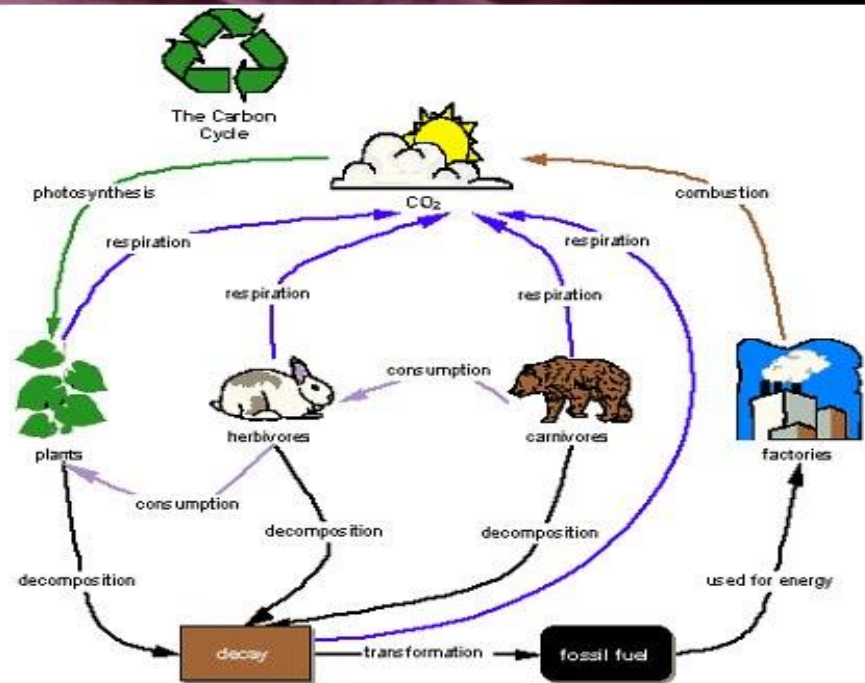 The Carbon
Cycle
photosynthesis
CO₂
combustion
respiration
respiration
respiration
respiration
consumption
plants
herbivores
carnivores
factories
consumption
decomposition
decomposition
decomposition
used for energy
decay
transformation
fossil fuel